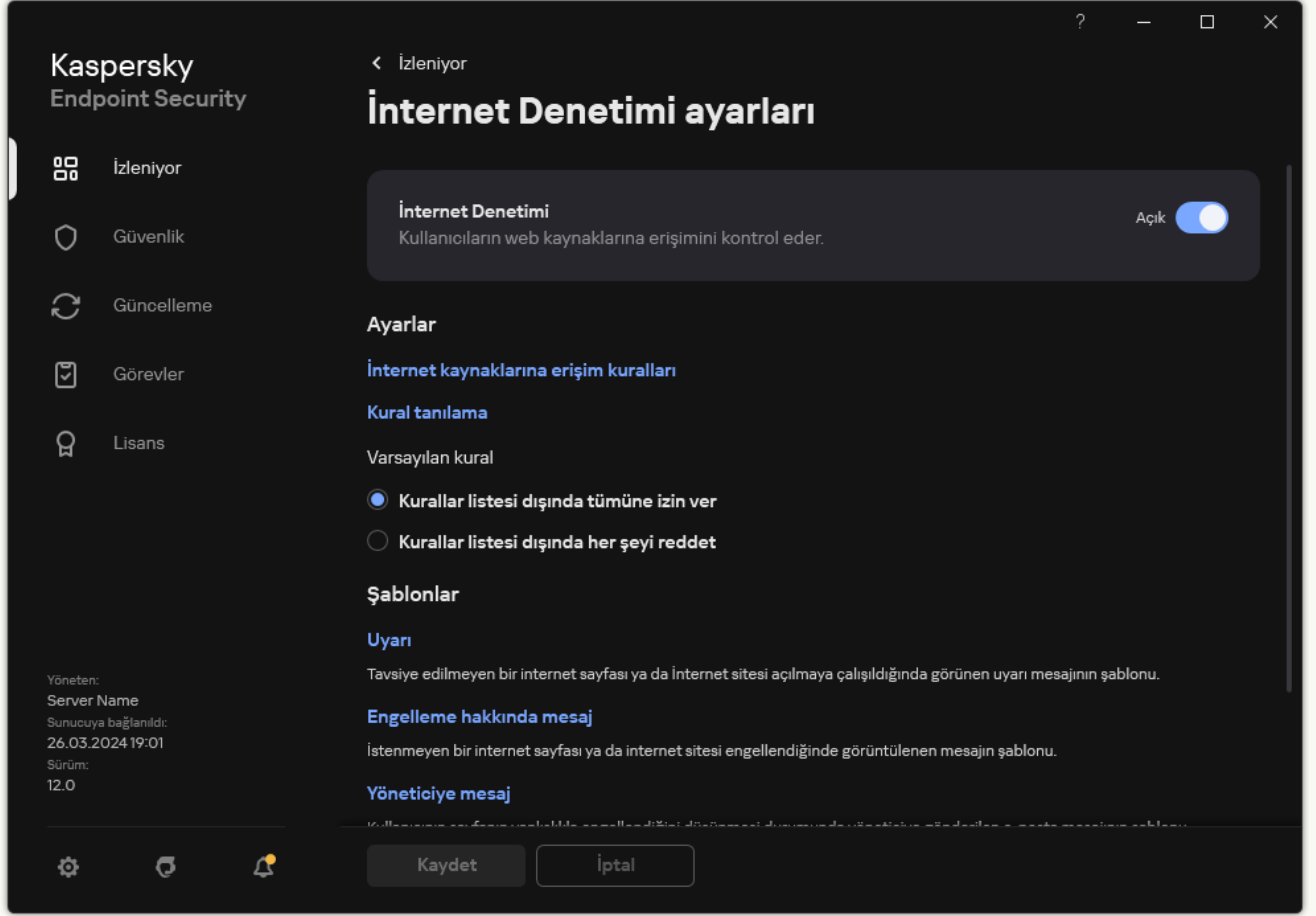 ?
Kaspersky
Endpoint Security
İzleniyor
Güvenlik
Güncelleme
Görevler
Lisans
Yöneten:
Server Name
Sunucuya bağlanıldı:
26.03.2024 19:01
Sürüm:
12.0
İzleniyor
İnternet Denetimi ayarları
İnternet Denetimi
Kullanıcıların web kaynaklarına erişimini kontrol eder.
Açık
Ayarlar
İnternet kaynaklarına erişim kuralları
Kural tanılama
Varsayılan kural
Kurallar listesi dışında tümüne izin ver
Kurallar listesi dışında her şeyi reddet
Şablonlar
Uyarı
Tavsiye edilmeyen bir internet sayfası ya da İnternet sitesi açılmaya çalışıldığında görünen uyarı mesajının şablonu.
Engelleme hakkında mesaj
İstenmeyen bir internet sayfası ya da internet sitesi engellendiğinde görüntülenen mesajın şablonu.
Yöneticiye mesaj
Kaydet
İptal